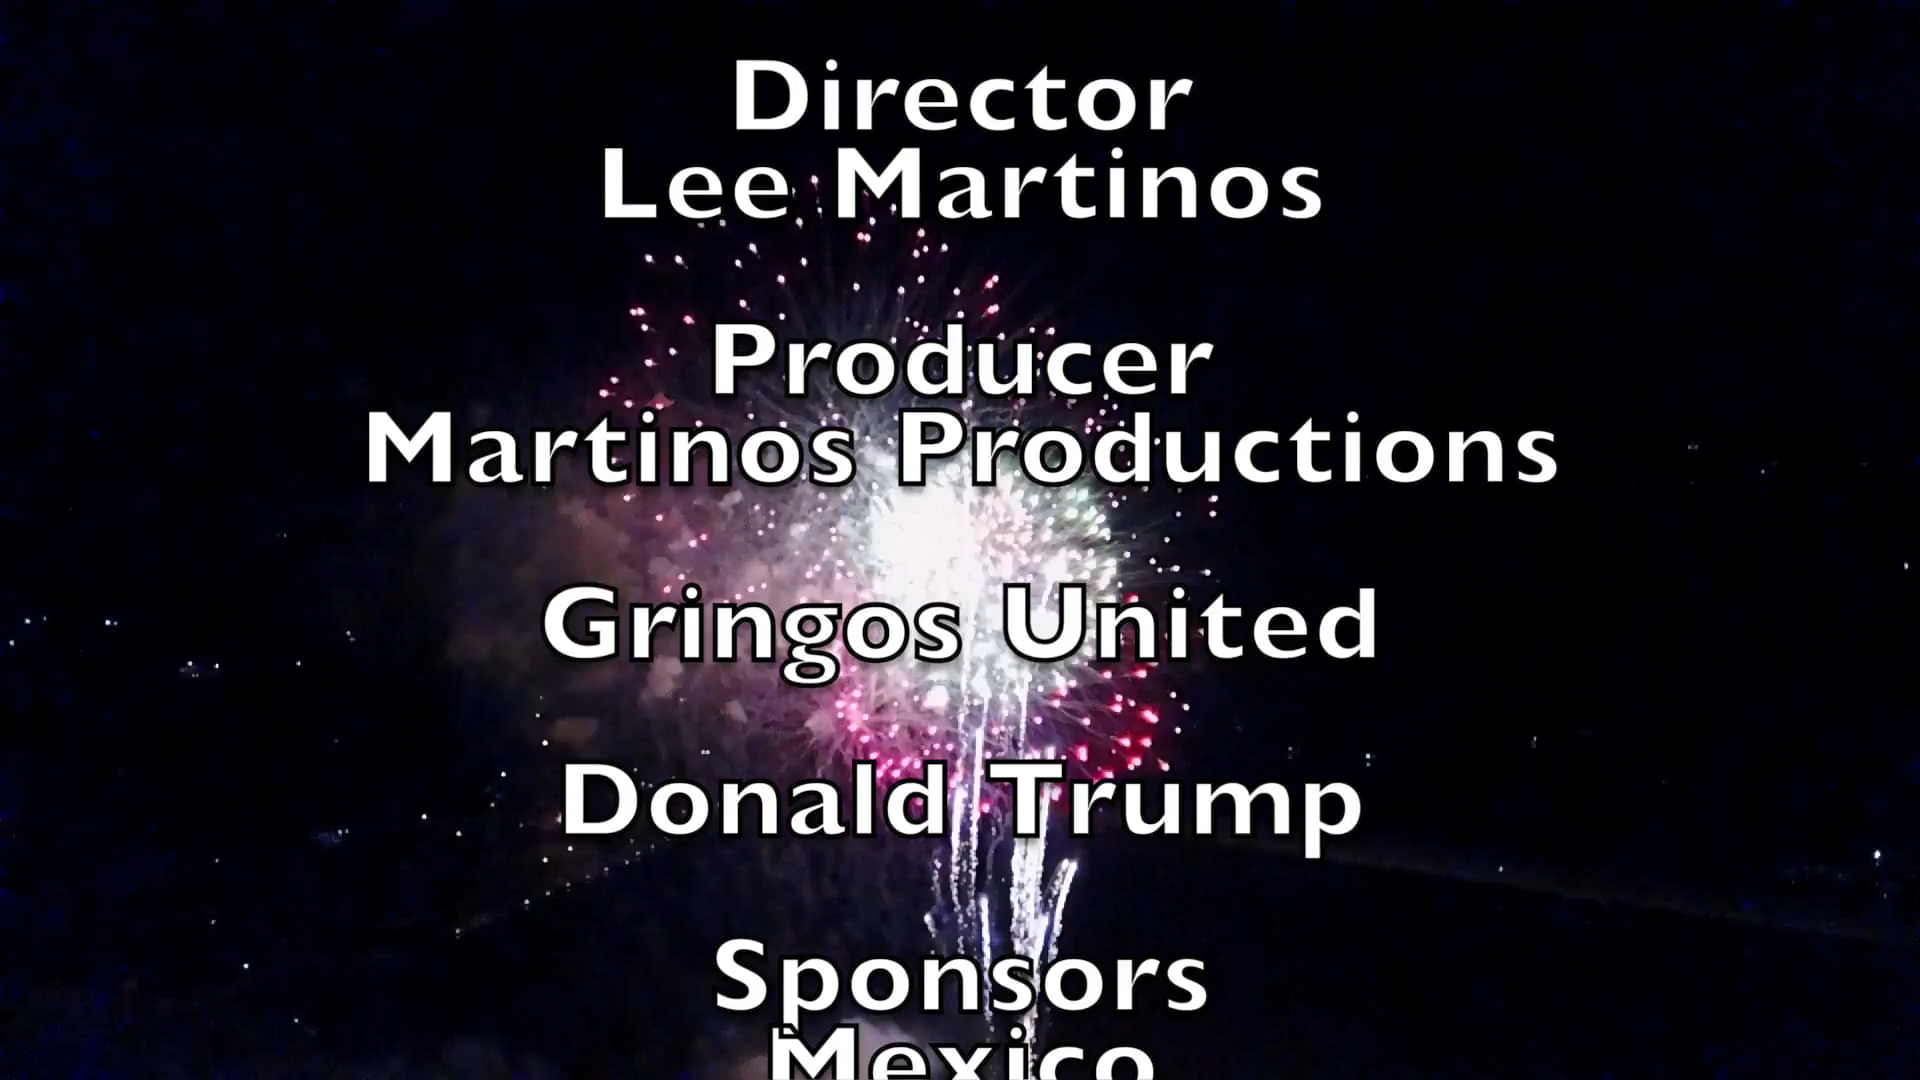 Director
Lee Martinos
Producer
Martinos Productions
Gringos United
Donald Trump
Sponsors
Mexico